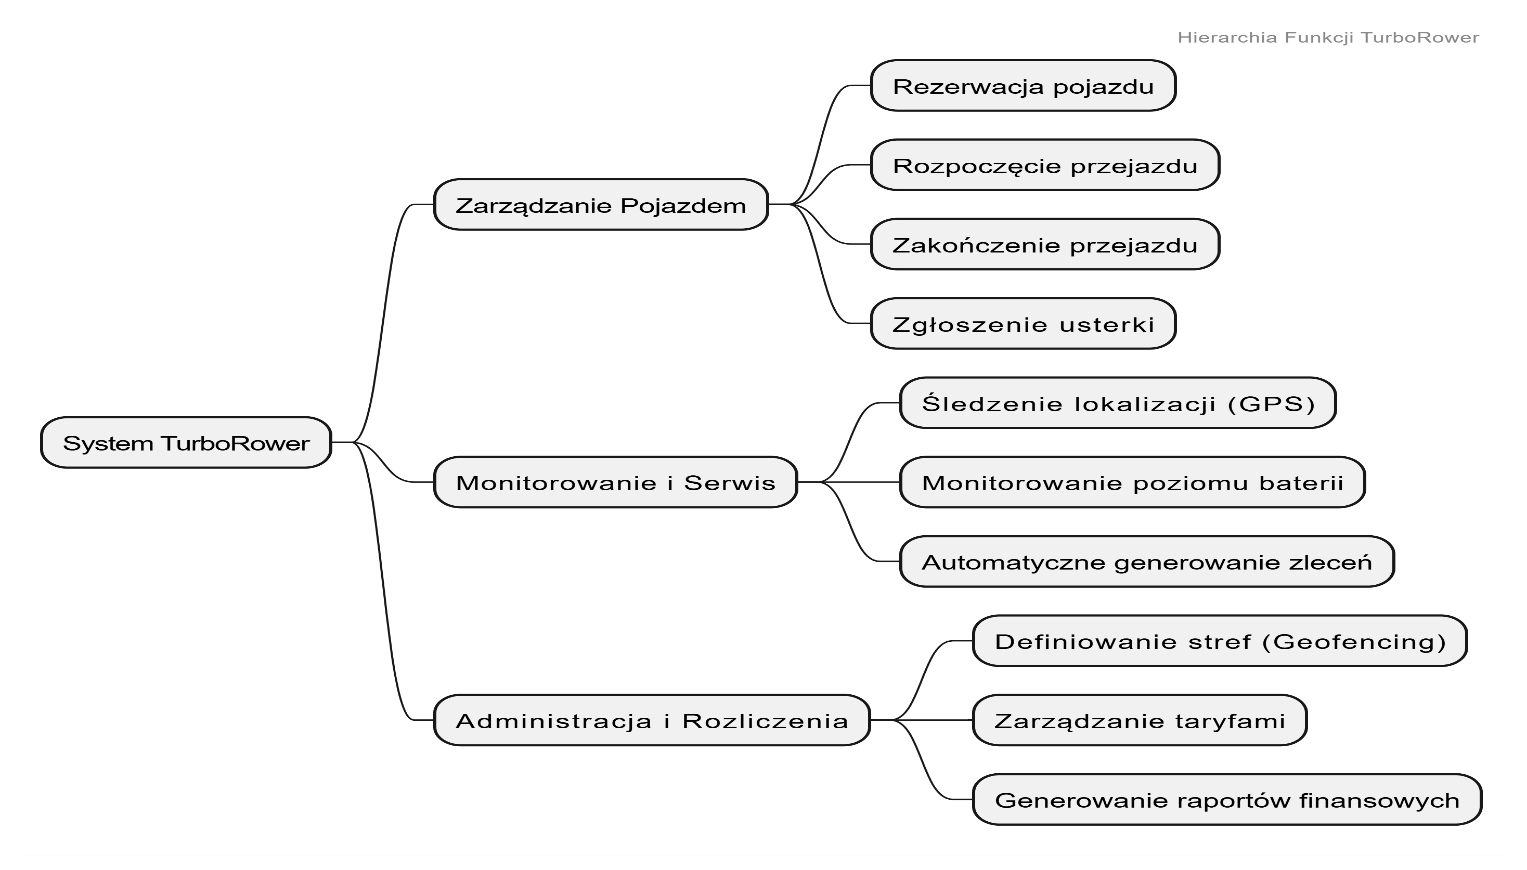 Hierarchia Funkcji TurboRower
Rezerwacja pojazdu
Rozpoczęcie przejazdu
Zarządzanie Pojazdem
Zakończenie przejazdu
Zgłoszenie usterki
Śledzenie lokalizacji (GPS)
System TurboRower
Monitorowanie i Serwis
Monitorowanie poziomu baterii
Automatyczne generowanie zleceń
Definiowanie stref (Geofencing)
Administracja i Rozliczenia
Zarządzanie taryfami
Generowanie raportów finansowych